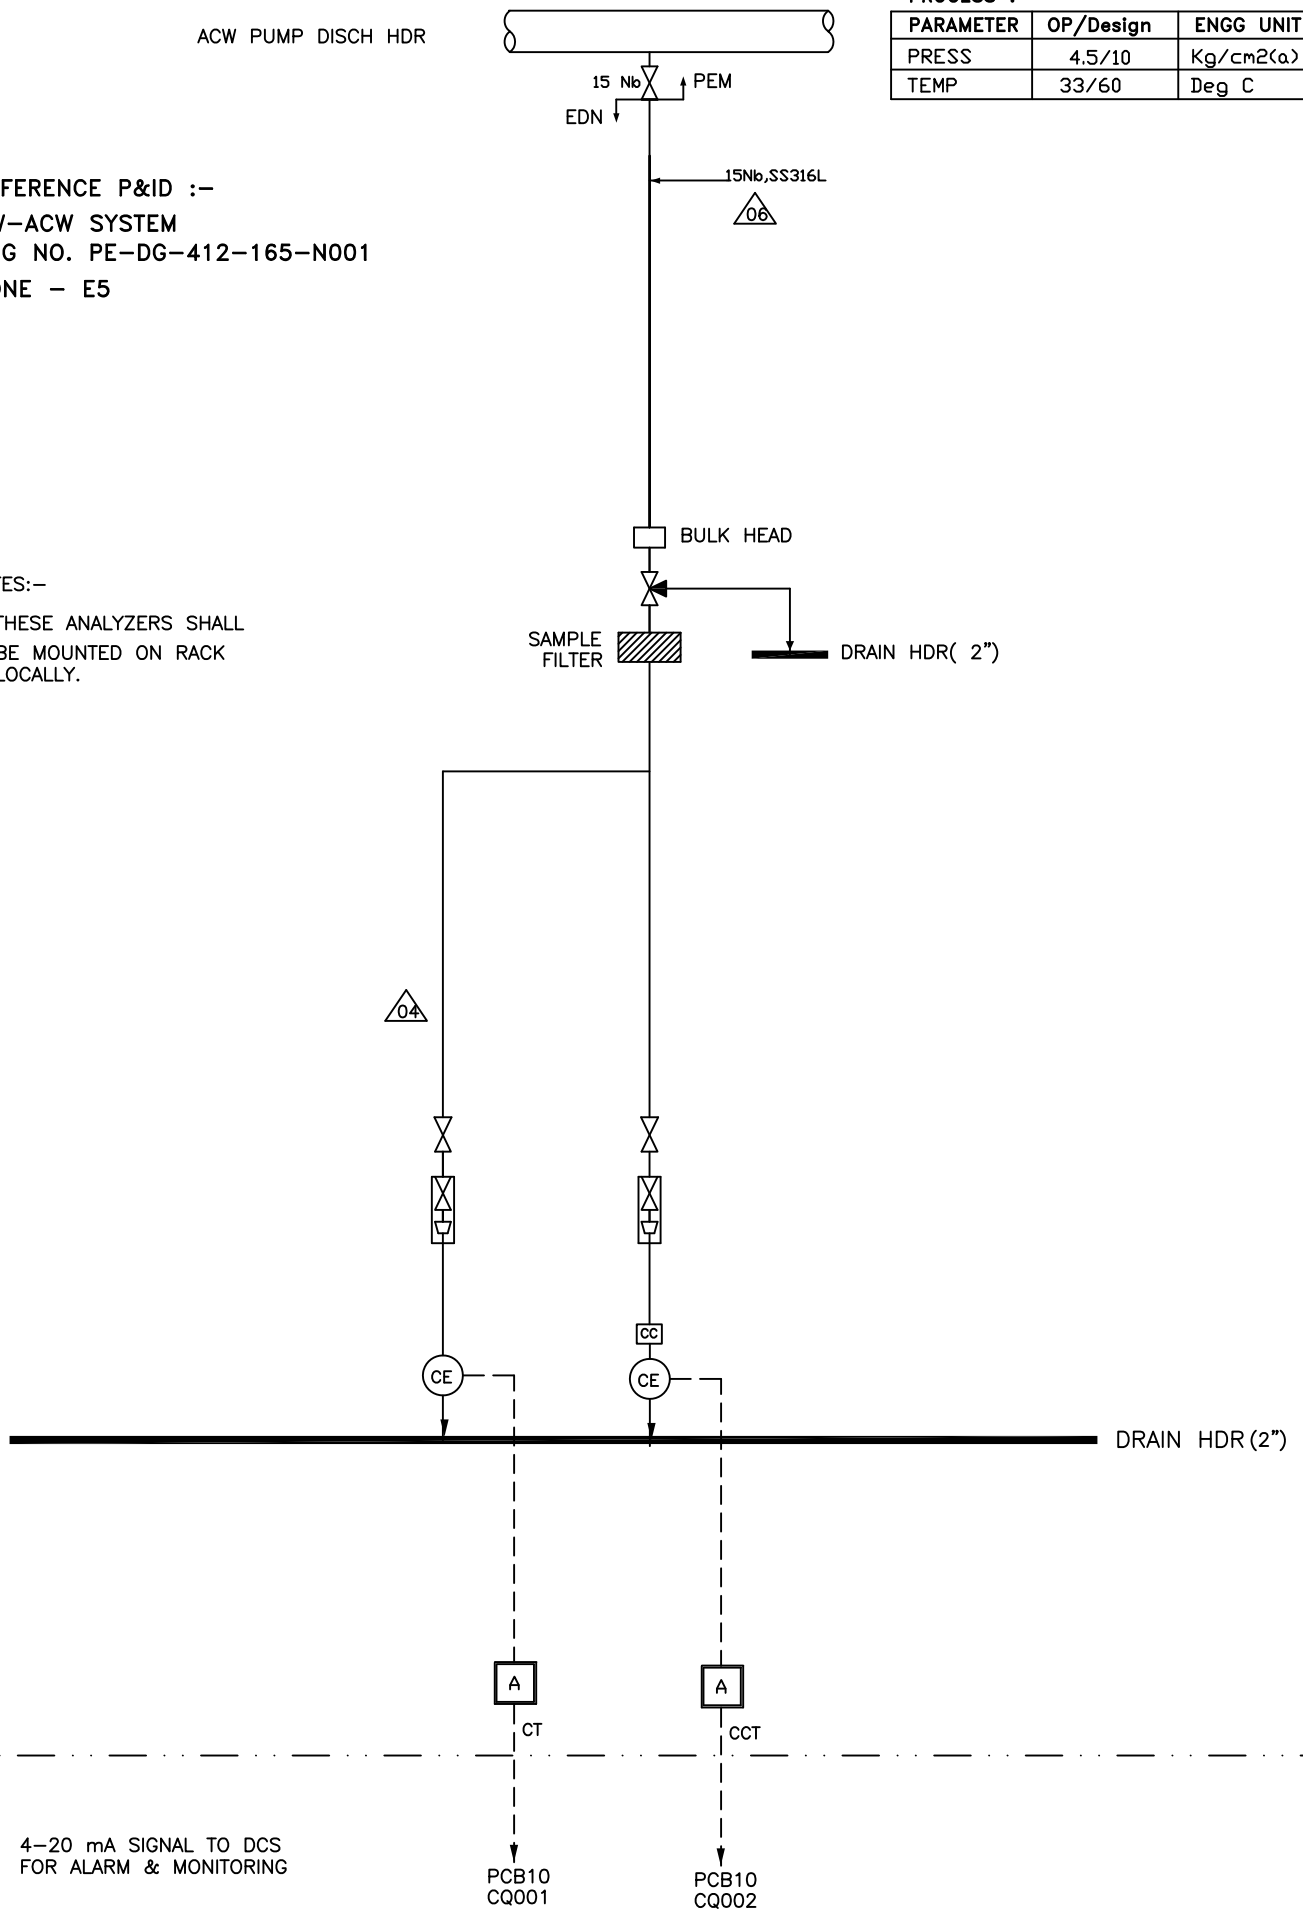 ACW PUMP DISCH HDR
PARAMETER OP/Design ENGG UNIT
PRESS 4.5/10 Kg/cm2(a)
TEMP 33/60 Deg C
15 Nb
PEM
EDN
15Nb,SS316L
06
FERENCE P&ID :-
-ACW SYSTEM
G NO. PE-DG-412-165-N001
NE - E5
BULK HEAD
TES:-
THESE ANALYZERS SHALL
BE MOUNTED ON RACK
LOCALLY.
SAMPLE
FILTER
DRAIN HDR( 2")
04
CC
CE
CE
DRAIN HDR(2")
A
A
CT
CCT
4-20 mA SIGNAL TO DCS
FOR ALARM & MONITORING
PCB10
CQ001
PCB10
CQ002